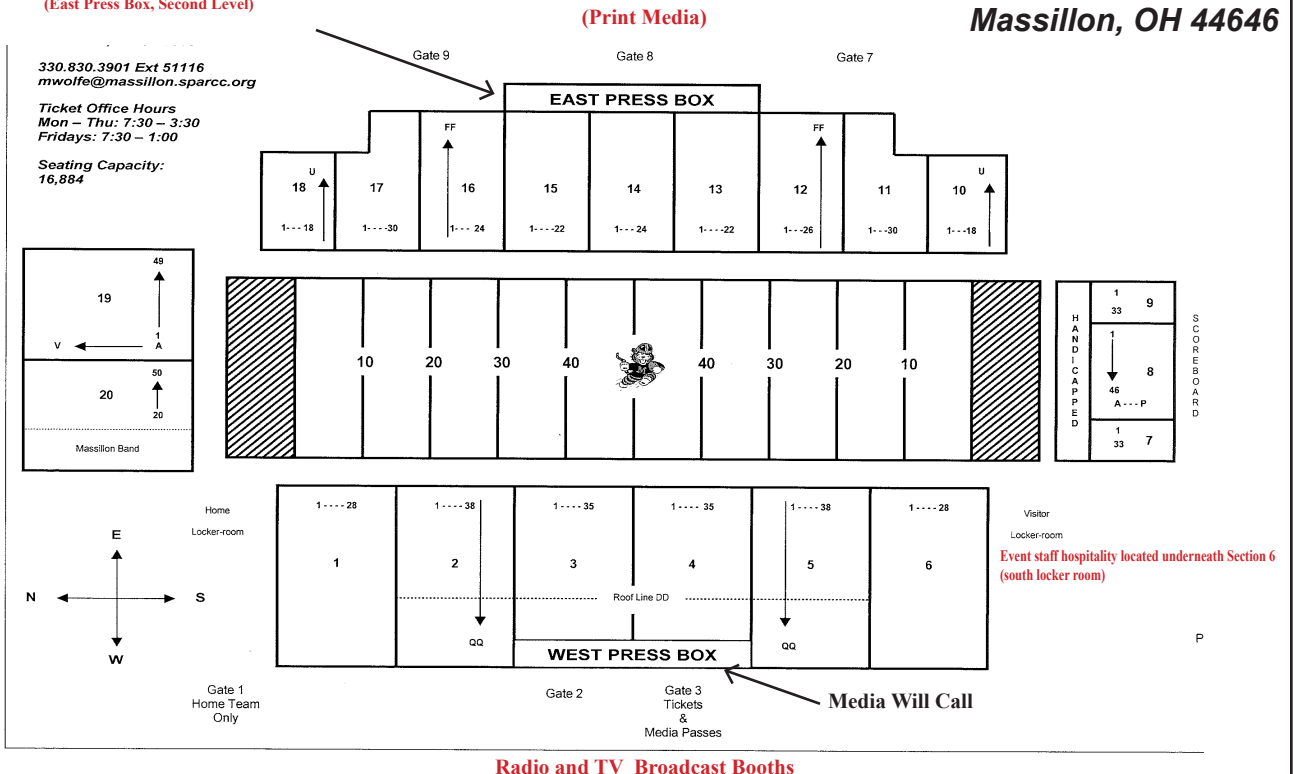 (East Press Box, Second Level)
(Print Media)
Massillon, OH 44646
330.830.3901 Ext 51116
mwolfe@massillon.sparcc.org
Ticket Office Hours
Mon – Thu: 7:30 – 3:30
Fridays: 7:30 – 1:00
Seating Capacity:
16,884
Gate 9
Gate 8
Gate 7
EAST PRESS BOX
FF
FF
U
U
18
17
16
15
14
13
12
11
10
1--- 18
1----30
1--- 24
1----22
1---- 24
1----22
1---26
1----30
1---18
49
19
1
V
A
50
20
20
Massillon Band
10
20
30
40
40
30
20
10
HANDICAPPED
1
33
9
1
8
46
A --- P
1
33
7
SCOREBOARD
Home
Locker-room
1 ---- 28
1 ---- 38
1 ---- 35
1 ---- 35
1 ---- 38
1 ---- 28
Visitor
Locker-room
Event staff hospitality located underneath Section 6
(south locker room)
E
N
S
W
1
2
3
4
5
6
Roof Line DD
QQ
QQ
WEST PRESS BOX
P
Gate 1
Home Team
Only
Gate 2
Gate 3
Tickets
&
Media Passes
Media Will Call
Radio and TV  Broadcast Booths